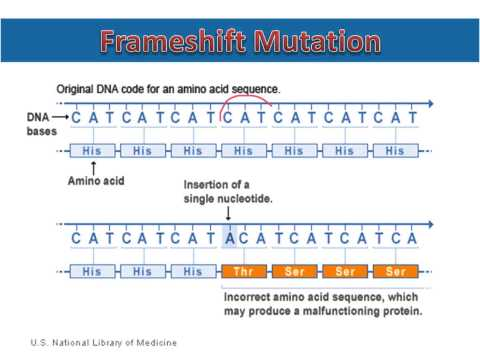 Frameshift Mutation
Original DNA code for an amino acid sequence.
DNA bases
C A T C A T C A T C A T C A T C A T C A T
His His His His His His His
Amino acid
Insertion of a
single nucleotide.
C A T C A T C A T A C A T C A T C A T C A
His His His Thr Ser Ser Ser
Incorrect amino acid sequence, which
may produce a malfunctioning protein.
U.S. National Library of Medicine